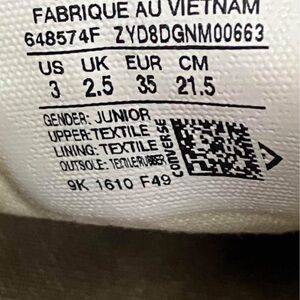 FABRIQUE AU VIETNAM
648574F ZYD8DGNM00663
US UK EUR CM
3 2.5 35 21.5
GENDER: JUNIOR
UPPER: TEXTILE
LINING: TEXTILE
OUTSOLE: TEXTILE/RUBBER
CONVERSE
9K 1610 F49